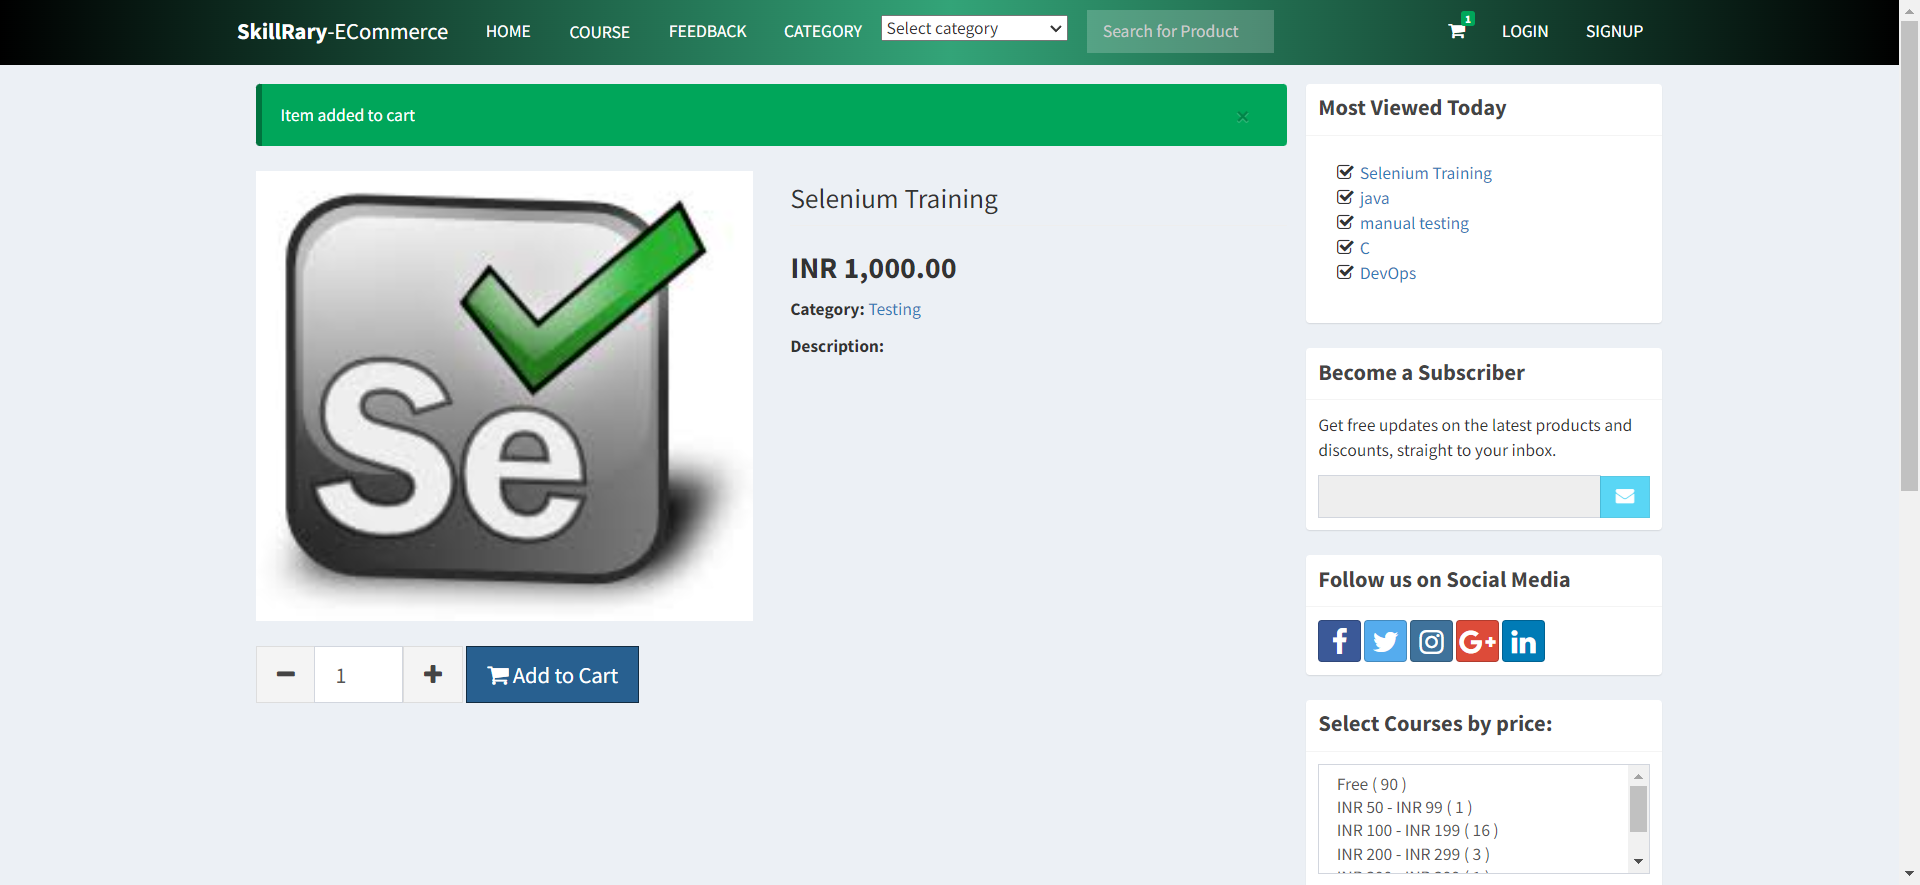 SkillRary-ECommerce HOME COURSE FEEDBACK CATEGORY Select category Search for Product 1 LOGIN SIGNUP
Item added to cart ×
Se
Selenium Training
INR 1,000.00
Category: Testing
Description:
1 Add to Cart
Most Viewed Today
Selenium Training
java
manual testing
C
DevOps
Become a Subscriber
Get free updates on the latest products and
discounts, straight to your inbox.
Follow us on Social Media
f G+ in
Select Courses by price:
Free ( 90 )
INR 50 - INR 99 ( 1 )
INR 100 - INR 199 ( 16 )
INR 200 - INR 299 ( 3 )